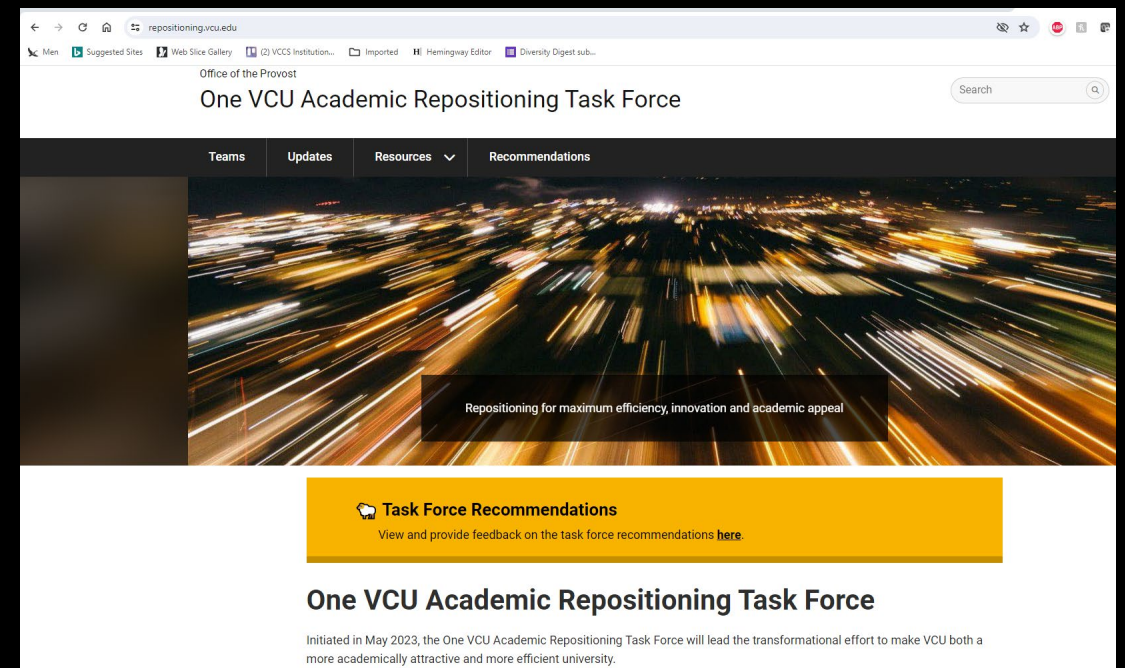 repositioning.vcu.edu
Men Suggested Sites Web Slice Gallery (2) VCCS Institution... Imported Hemingway Editor Diversity Digest sub...
Office of the Provost
One VCU Academic Repositioning Task Force
Search
Teams Updates Resources Recommendations
Repositioning for maximum efficiency, innovation and academic appeal
Task Force Recommendations
View and provide feedback on the task force recommendations here.
One VCU Academic Repositioning Task Force
Initiated in May 2023, the One VCU Academic Repositioning Task Force will lead the transformational effort to make VCU both a
more academically attractive and more efficient university.